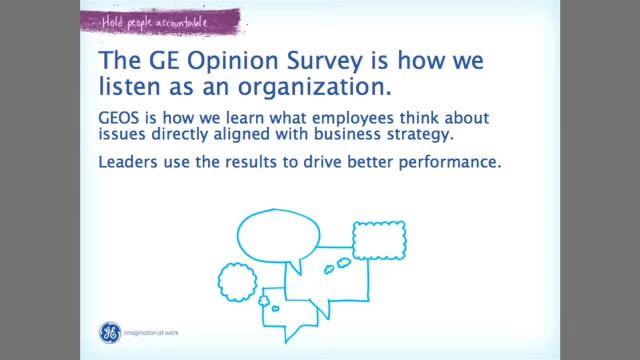 Hold people accountable
The GE Opinion Survey is how we
listen as an organization.
GEOS is how we learn what employees think about
issues directly aligned with business strategy.
Leaders use the results to drive better performance.
GE imagination at work